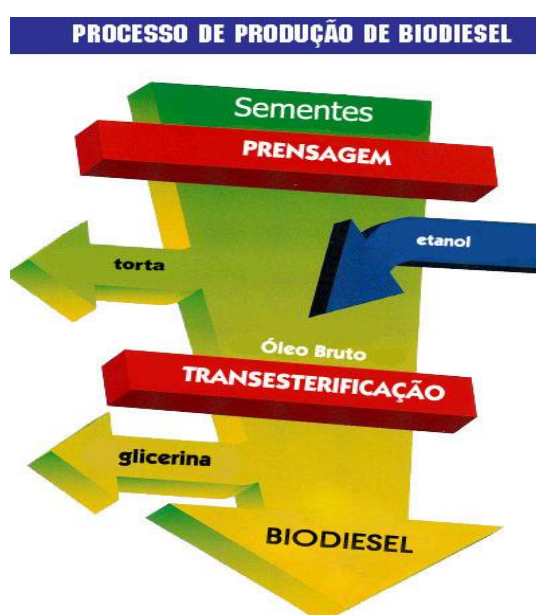 PROCESSO DE PRODUÇÃO DE BIODIESEL
Sementes
PRENSAGEM
etanol
torta
Óleo Bruto
TRANSESTERIFICAÇÃO
glicerina
BIODIESEL